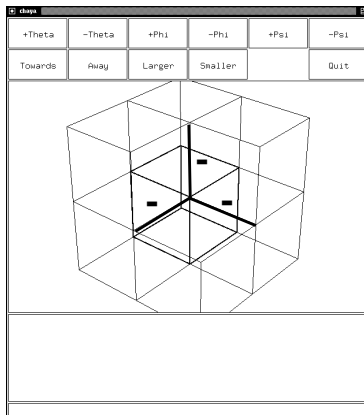 chaya
+Theta -Theta +Phi -Phi +Psi -Psi
Towards Away Larger Smaller Quit